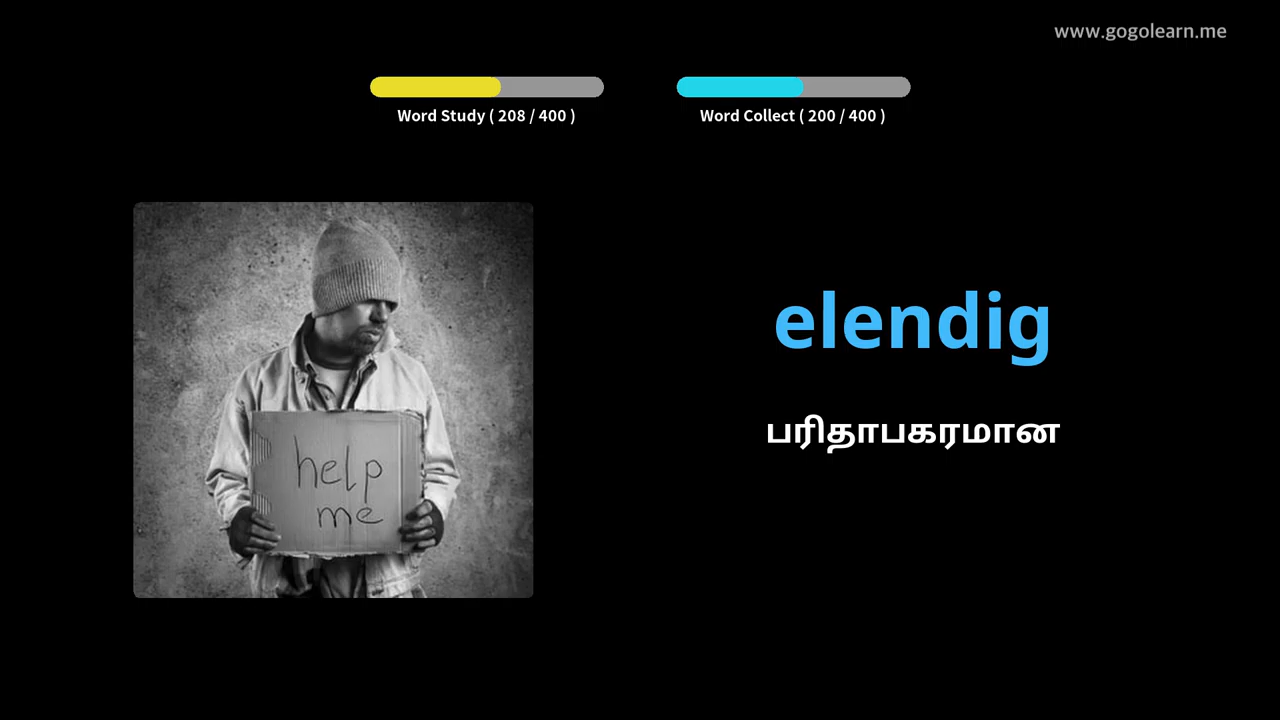 www.gogolearn.me
Word Study ( 208 / 400 )
Word Collect ( 200 / 400 )
help
me
elendig
பரிதாபகரமான